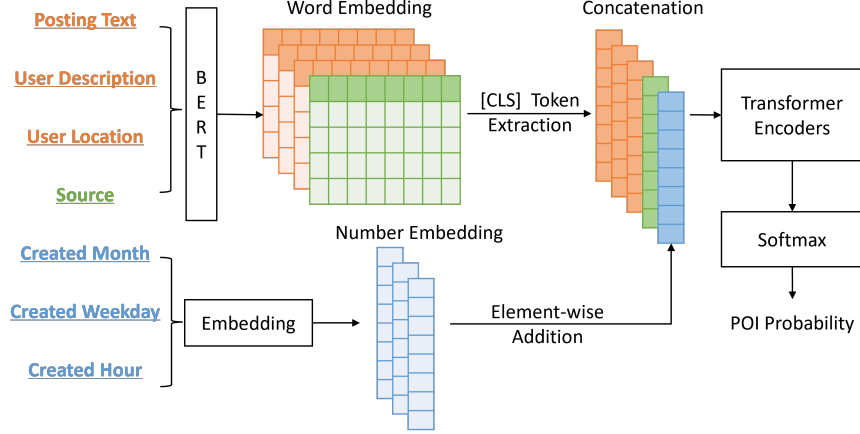 Word Embedding
Concatenation
Posting Text
User Description
User Location
Source
B
E
R
T
[CLS] Token
Extraction
Transformer
Encoders
Softmax
POI Probability
Number Embedding
Created Month
Created Weekday
Created Hour
Embedding
Element-wise
Addition